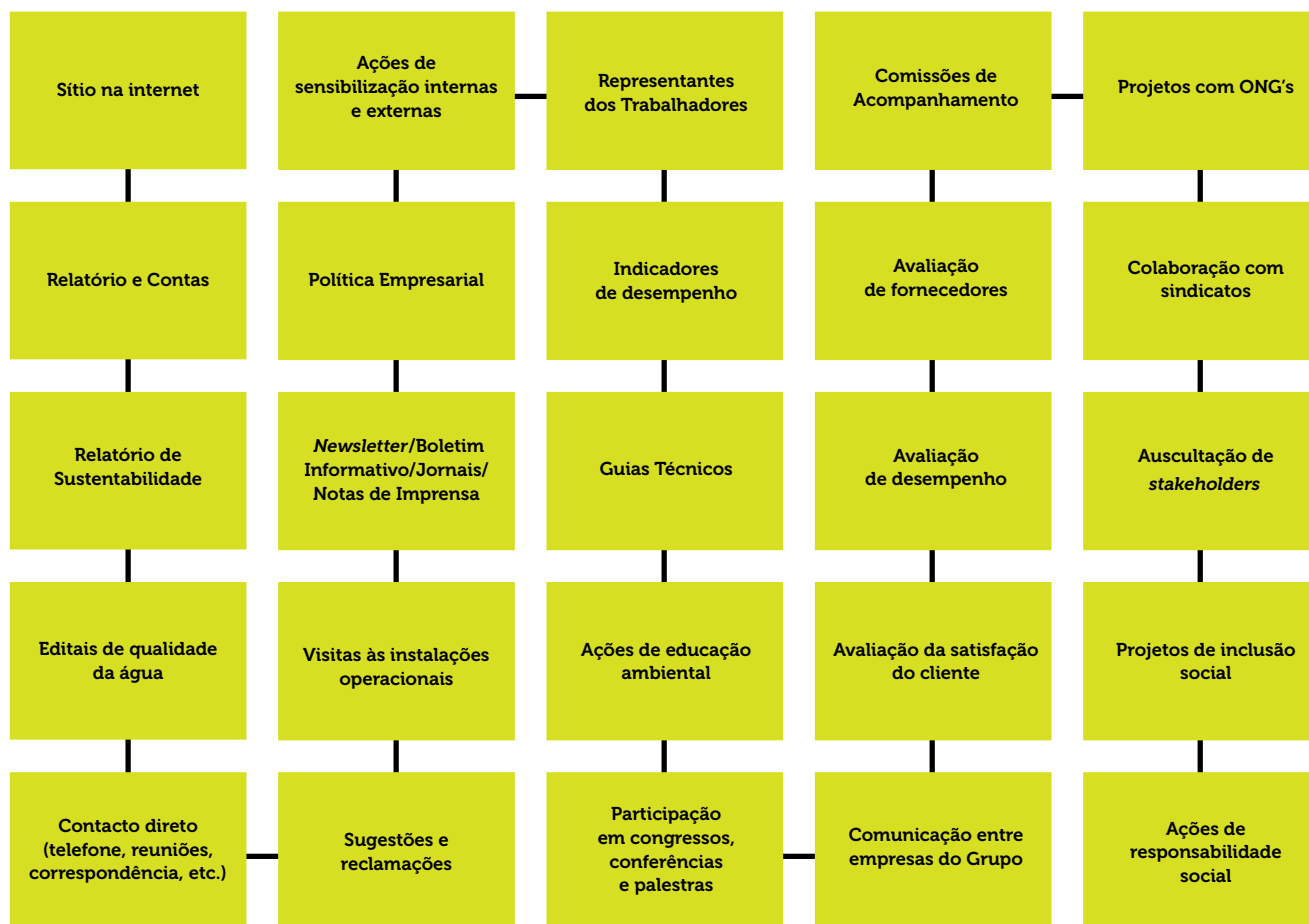 Sítio na internet
Ações de
sensibilização internas
e externas
Representantes
dos Trabalhadores
Comissões de
Acompanhamento
Projetos com ONG's
Relatório e Contas
Política Empresarial
Indicadores
de desempenho
Avaliação
de fornecedores
Colaboração com
sindicatos
Relatório de
Sustentabilidade
Newsletter/Boletim
Informativo/Jornais/
Notas de Imprensa
Guias Técnicos
Avaliação
de desempenho
Auscultação de
stakeholders
Editais de qualidade
da água
Visitas às instalações
operacionais
Ações de educação
ambiental
Avaliação da satisfação
do cliente
Projetos de inclusão
social
Contacto direto
(telefone, reuniões,
correspondência, etc.)
Sugestões e
reclamações
Participação
em congressos,
conferências
e palestras
Comunicação entre
empresas do Grupo
Ações de
responsabilidade
social